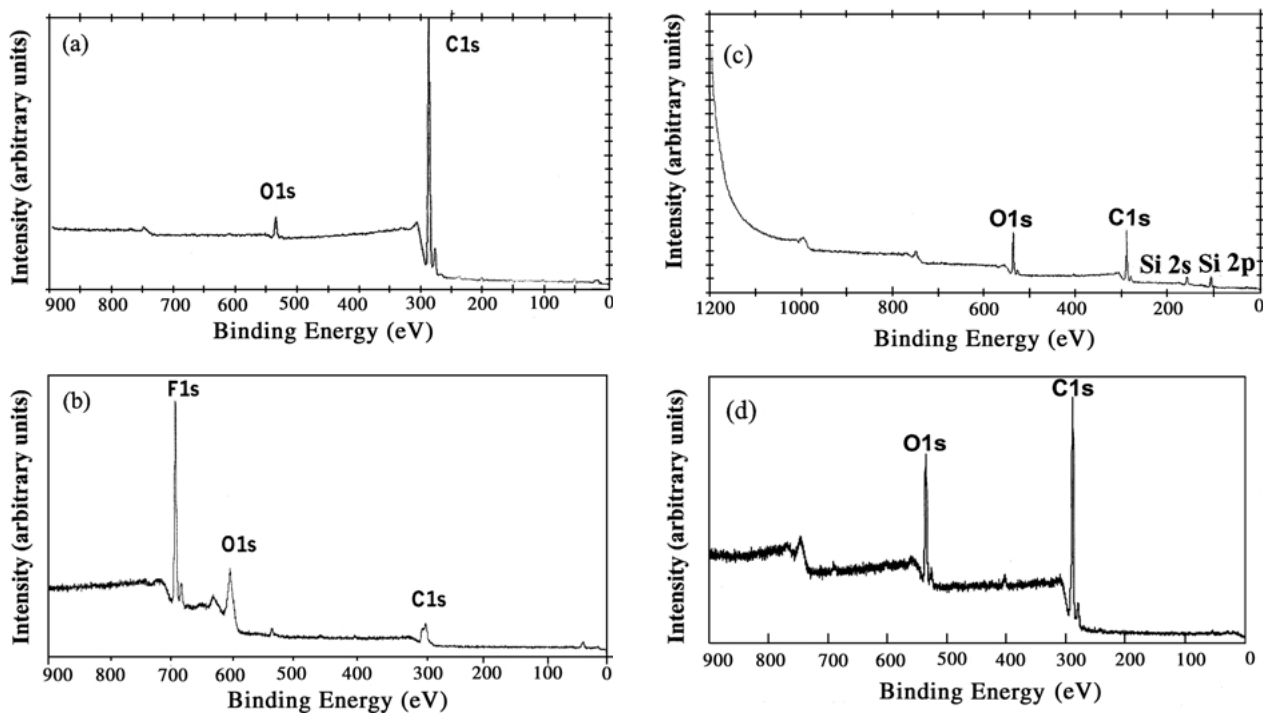 (a)
C1s
O1s
Intensity (arbitrary units)
900 800 700 600 500 400 300 200 100 0
Binding Energy (eV)
(c)
O1s
C1s
Si 2s Si 2p
Intensity (arbitrary units)
1200 1000 800 600 400 200 0
Binding Energy (eV)
(b)
F1s
O1s
C1s
Intensity (arbitrary units)
900 800 700 600 500 400 300 200 100 0
Binding Energy (eV)
(d)
C1s
O1s
Intensity (arbitrary units)
900 800 700 600 500 400 300 200 100 0
Binding Energy (eV)